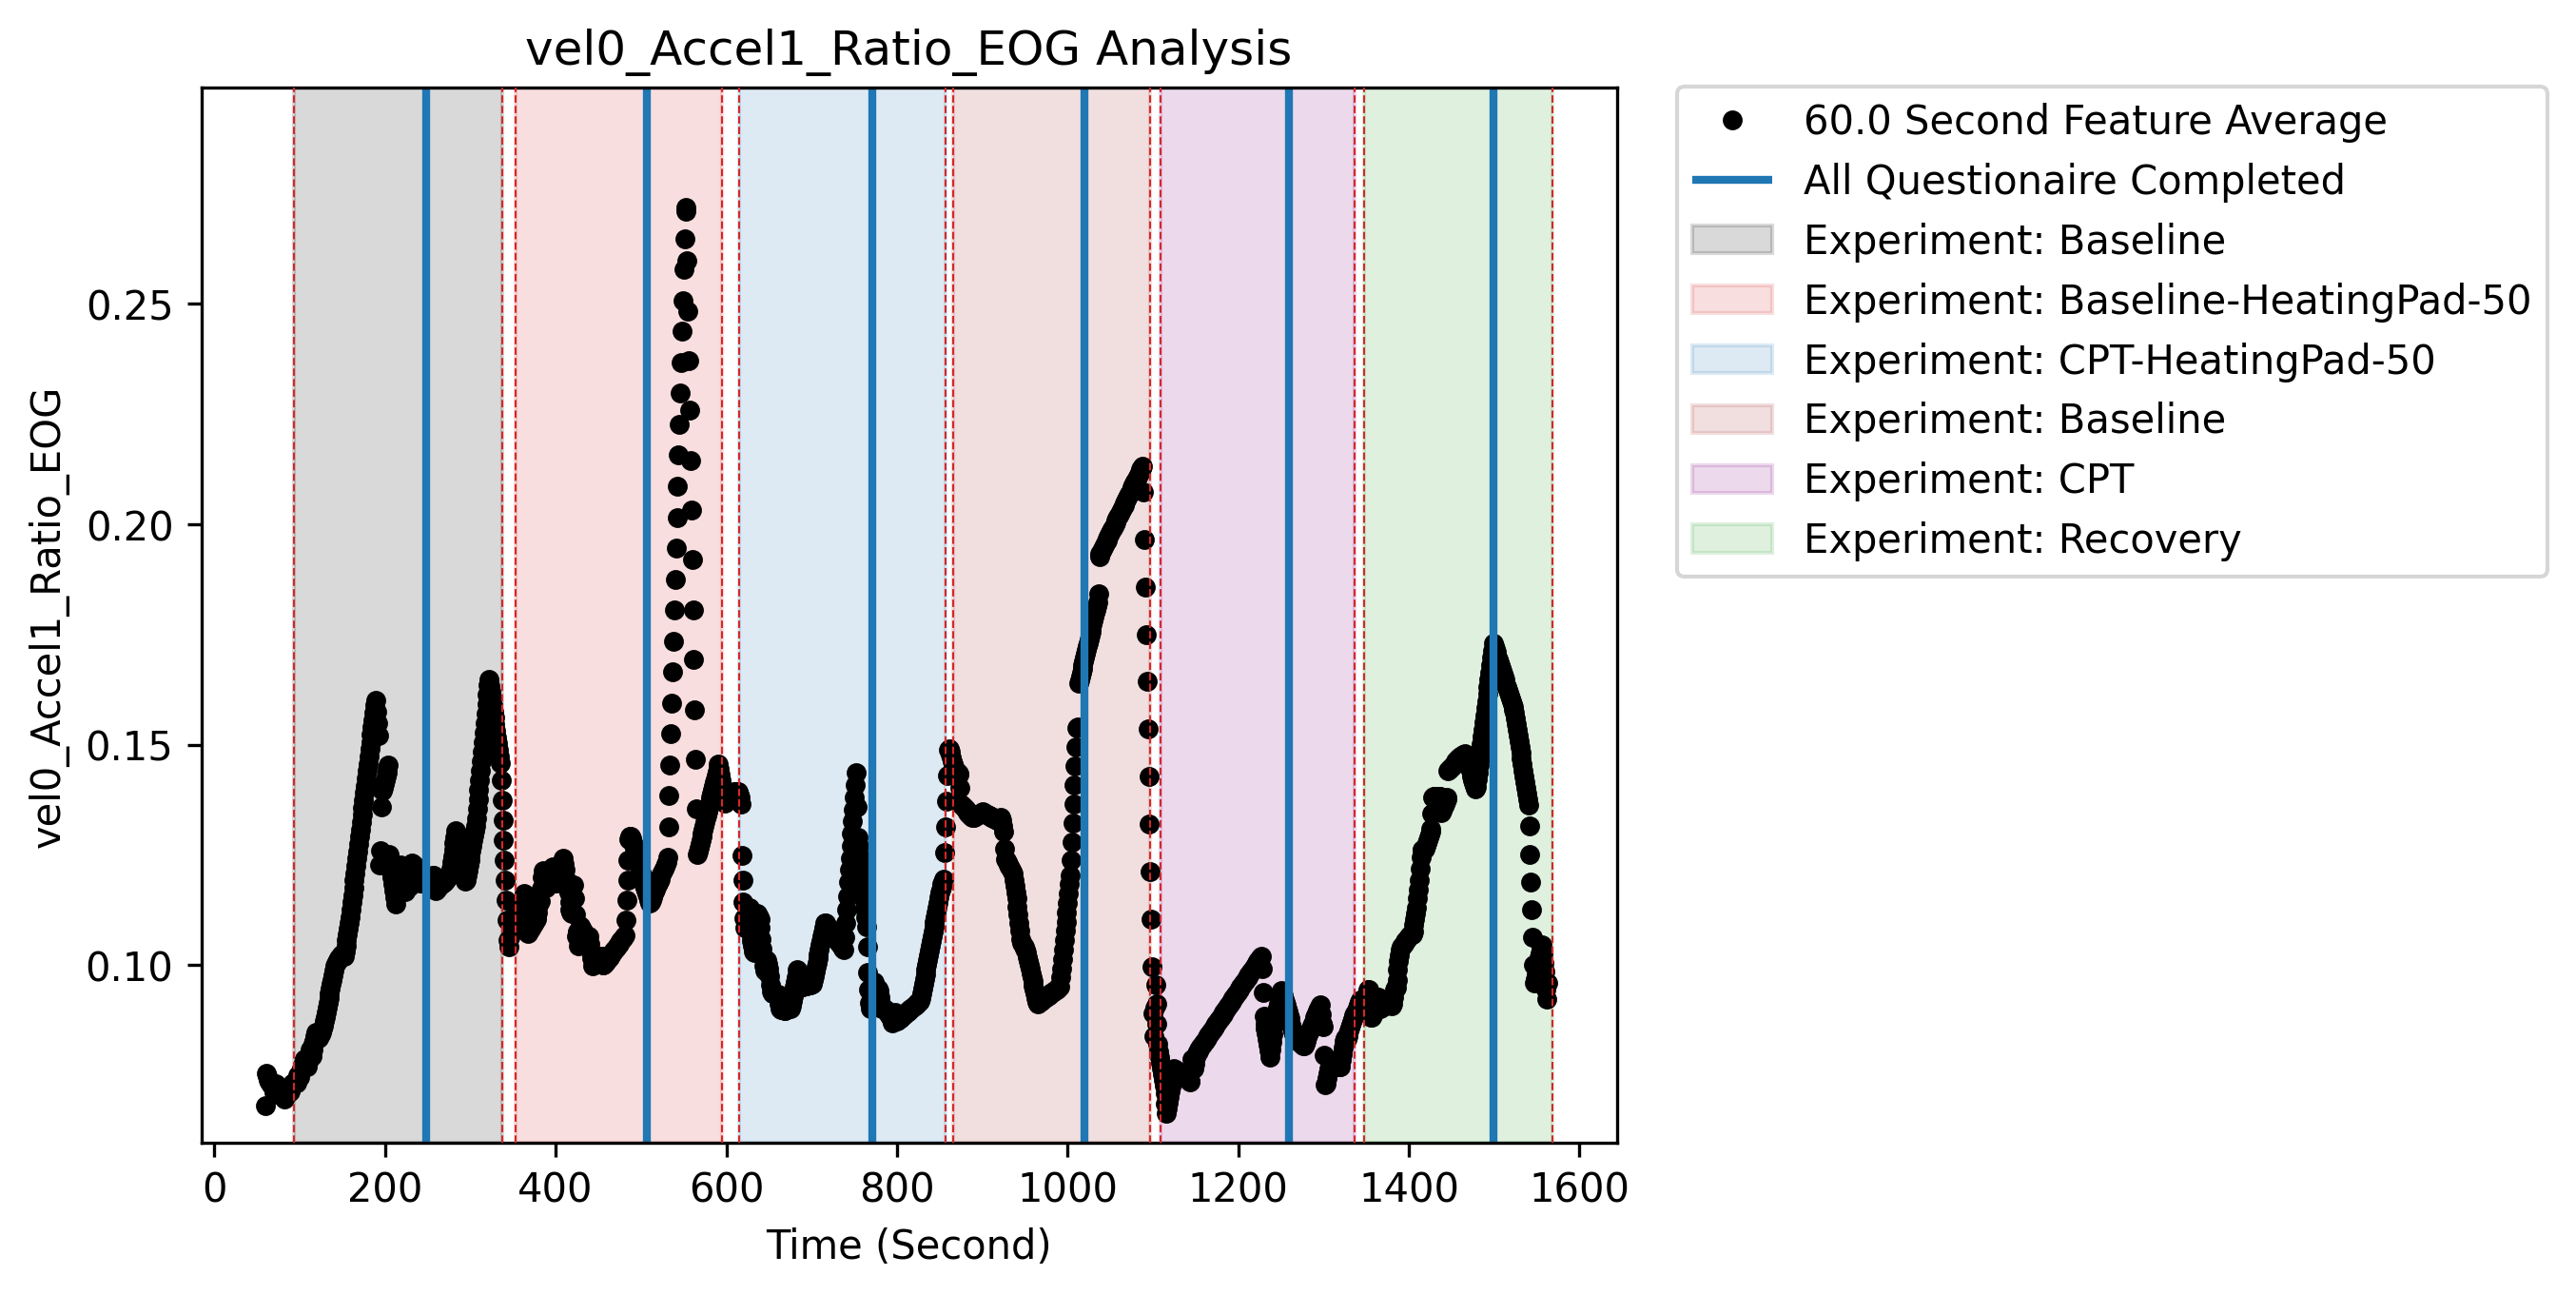 vel0_Accel1_Ratio_EOG Analysis
60.0 Second Feature Average
All Questionaire Completed
Experiment: Baseline
Experiment: Baseline-HeatingPad-50
Experiment: CPT-HeatingPad-50
Experiment: Baseline
Experiment: CPT
Experiment: Recovery
vel0_Accel1_Ratio_EOG
0.25
0.20
0.15
0.10
0 200 400 600 800 1000 1200 1400 1600
Time (Second)